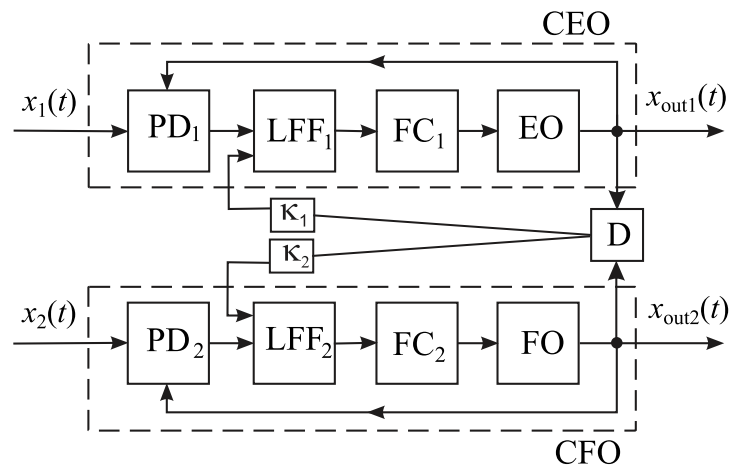 CEO
x₁(t)
PD₁
LFF₁
FC₁
EO
xₒᵤₜ₁(t)
κ₁
D
κ₂
x₂(t)
PD₂
LFF₂
FC₂
FO
xₒᵤₜ₂(t)
CFO